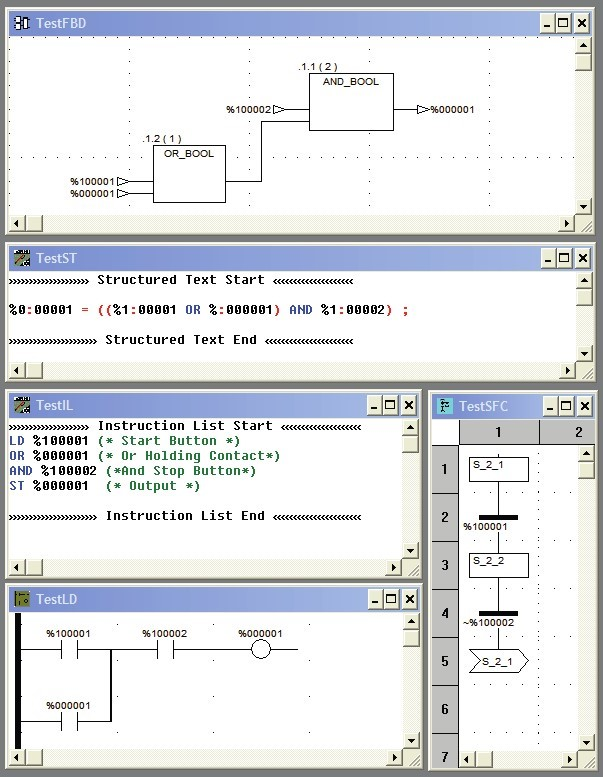 TestFBD
.1.1 ( 2 )
AND_BOOL
%100002
%000001
.1.2 ( 1 )
OR_BOOL
%100001
%000001
TestST
»»»»»»»»»» Structured Text Start ««««««««««
%0:00001 = ((%1:00001 OR %:000001) AND %1:00002) ;
»»»»»»»»»» Structured Text End ««««««««««
TestIL
»»»»»»»»»» Instruction List Start ««««««««««
LD %100001 (* Start Button *)
OR %000001 (* Or Holding Contact*)
AND %100002 (*And Stop Button*)
ST %000001 (* Output *)
»»»»»»»»»» Instruction List End ««««««««««
TestSFC
1 2
1
S_2_1
2
%100001
3
S_2_2
4
~%100002
5
S_2_1
6
7
TestLD
%100001 %100002 %000001
%000001